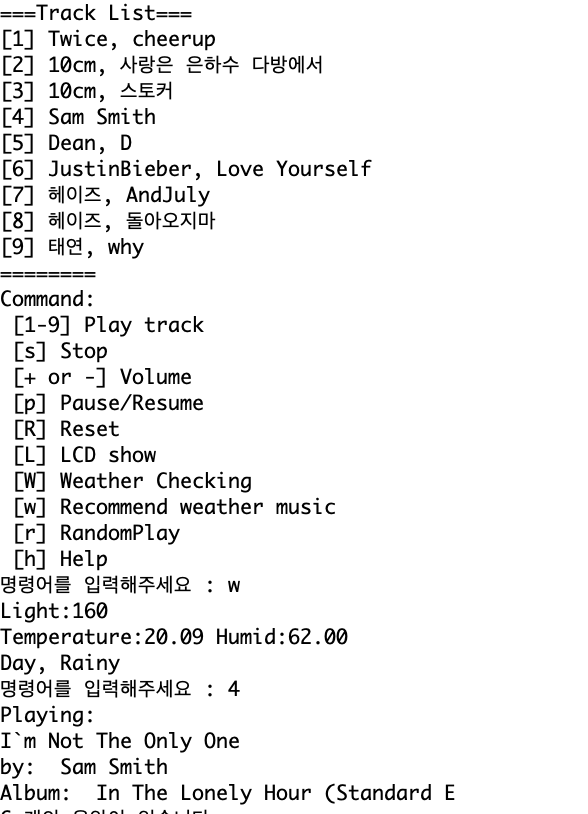 ===Track List===
[1] Twice, cheerup
[2] 10cm, 사랑은 은하수 다방에서
[3] 10cm, 스토커
[4] Sam Smith
[5] Dean, D
[6] JustinBieber, Love Yourself
[7] 헤이즈, AndJuly
[8] 헤이즈, 돌아오지마
[9] 태연, why
========
Command:
[1-9] Play track
[s] Stop
[+ or -] Volume
[p] Pause/Resume
[R] Reset
[L] LCD show
[W] Weather Checking
[w] Recommend weather music
[r] RandomPlay
[h] Help
명령어를 입력해주세요 : w
Light:160
Temperature:20.09 Humid:62.00
Day, Rainy
명령어를 입력해주세요 : 4
Playing:
I`m Not The Only One
by:  Sam Smith
Album:  In The Lonely Hour (Standard E